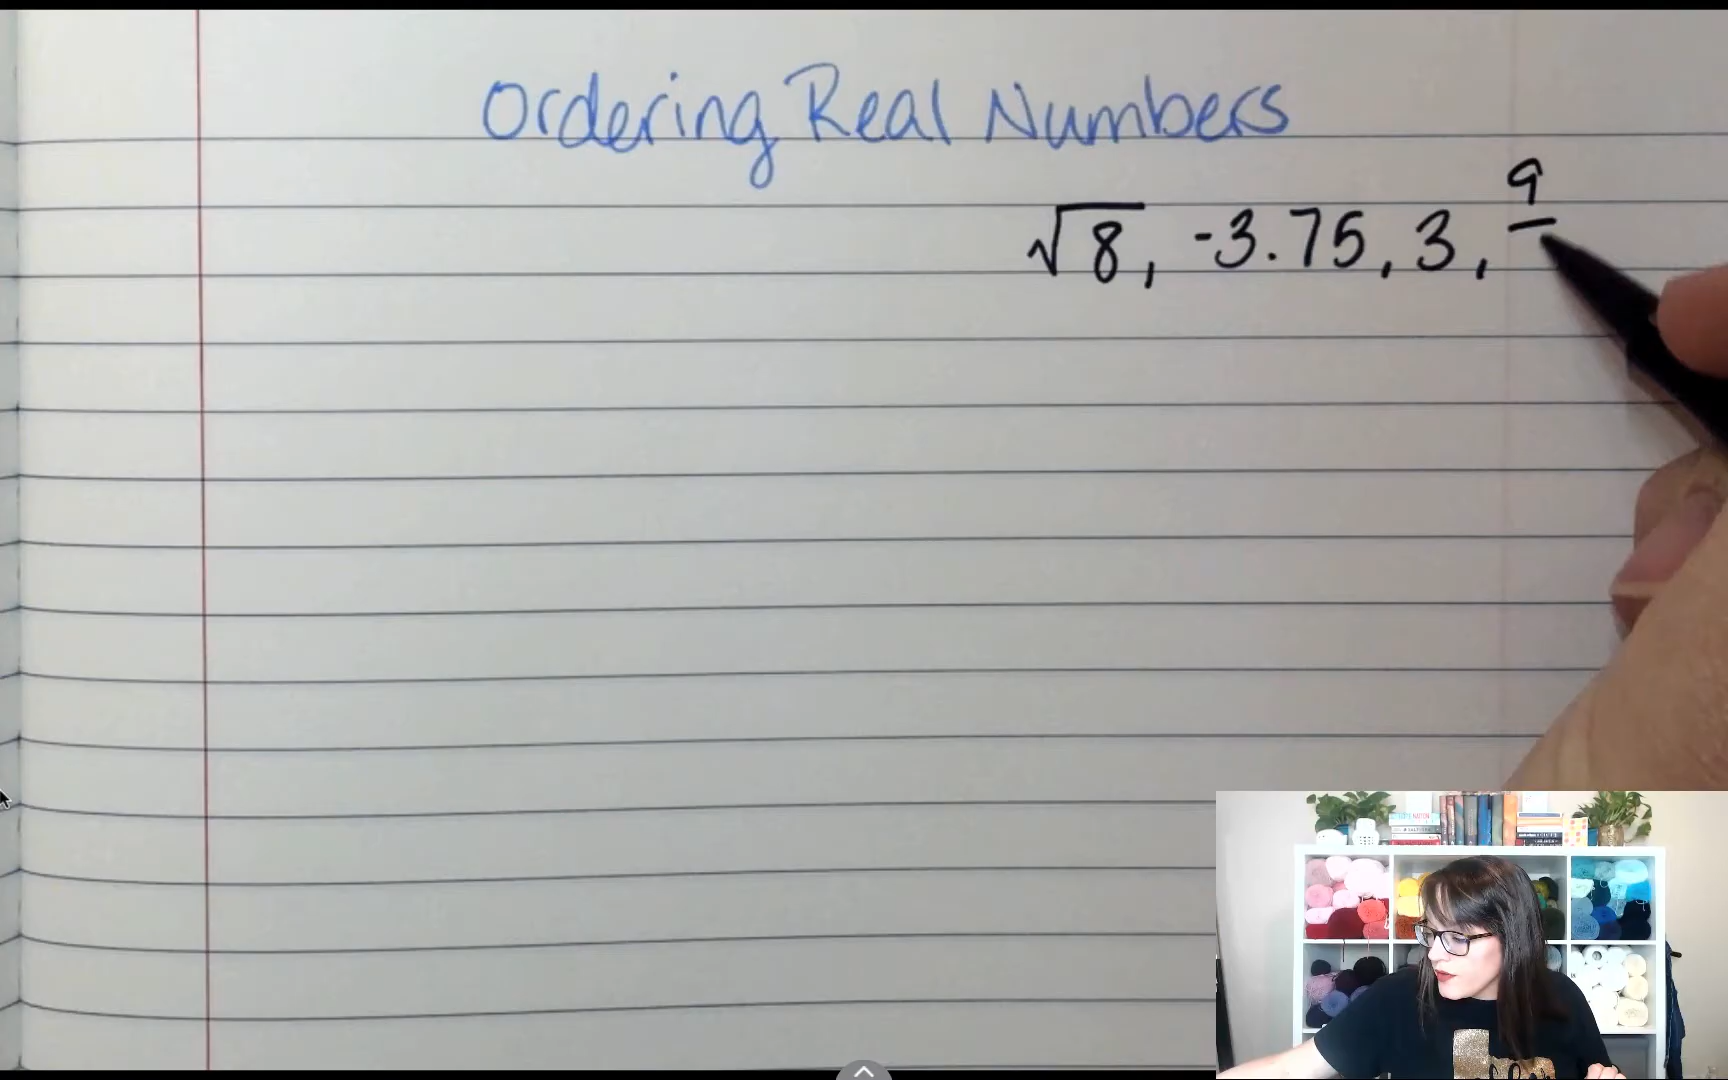 Ordering Real Numbers
√8, -3.75, 3, 9/